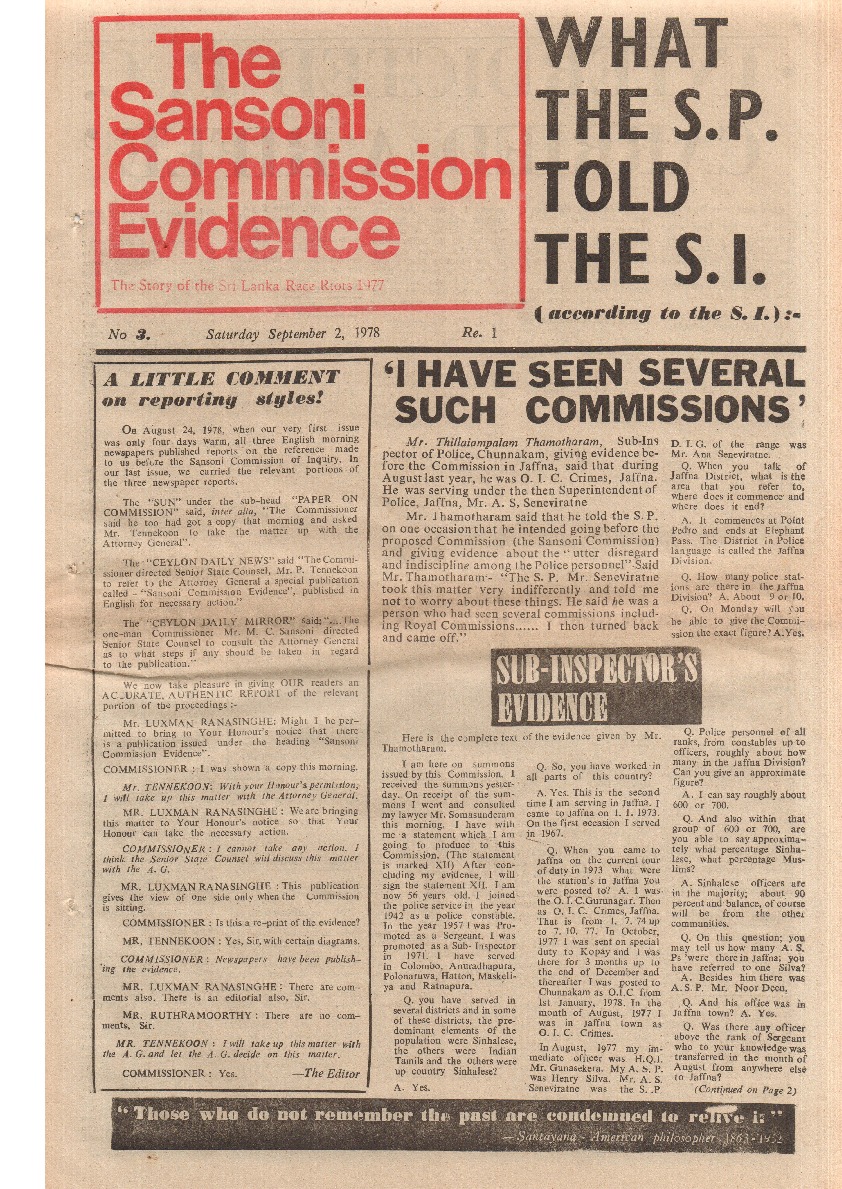 The
Sansoni
Commission
Evidence
The Story of the Sri Lanka Race Riots 1977
WHAT
THE S.P.
TOLD
THE S.I.
(according to the S. I.) :-
No 3. Saturday September 2, 1978 Re. 1
A LITTLE COMMENT
on reporting styles!
On August 24, 1978, when our very first issue
was only four days warm, all three English morning
newspapers published reports on the reference made
to us before the Sansoni Commission of Inquiry. In
our last issue, we carried the relevant portions of
the three newspaper reports.
The "SUN" under the sub-head "PAPER ON
COMMISSION" said, inter alia, "The Commissioner
said he too had got a copy that morning and asked
Mr. Tennekoon to take the matter up with the
Attorney General".
The "CEYLON DAILY NEWS" said "The Commi-
ssioner directed Senior State Counsel, Mr. P. Tennekoon
to refer to the Attorney General a special publication
called - "Sansoni Commission Evidence", published in
English for necessary action."
The "CEYLON DAILY MIRROR" said: "....The
one-man Commissioner Mr. M. C. Sansoni directed
Senior State Counsel to consult the Attorney General
as to what steps if any should be taken in regard
to the publication."
We now take pleasure in giving OUR readers an
ACCURATE, AUTHENTIC REPORT of the relevant
portion of the proceedings :-
Mr. LUXMAN RANASINGHE: Might I be per-
mitted to bring to Your Honour's notice that there
is a publication issued under the heading "Sansoni
Commission Evidence".
COMMISSIONER : I was shown a copy this morning.
Mr. TENNEKOON: With your Honour's permission;
I will take up this matter with the Attorney General.
MR. LUXMAN RANASINGHE : We are bringing
this matter to Your Honour's notice so that Your
Honour can take the necessary action.
COMMISSIONER : I cannot take any action. I
think the Senior State Counsel will discuss this matter
with the A. G.
MR. LUXMAN RANASINGHE : This publication
gives the view of one side only when the Commission
is sitting.
COMMISSIONER : Is this a re-print of the evidence?
MR. TENNEKOON : Yes, Sir, with certain diagrams.
COMMISSIONER : Newspapers have been publish-
ing the evidence.
MR. LUXMAN RANASINGHE : There are com-
ments also. There is an editorial also, Sir.
MR. RUTHRAMOORTHY : There are no com-
ments, Sir.
MR. TENNEKOON : I will take up this matter with
the A. G. and let the A. G. decide on this matter.
COMMISSIONER : Yes. —The Editor
'I HAVE SEEN SEVERAL
SUCH COMMISSIONS'
Mr. Thillaiampalam Thamotharam, Sub-Ins
pector of Police, Chunnakam, giving evidence be-
fore the Commission in Jaffna, said that during
August last year, he was O. I. C. Crimes, Jaffna.
He was serving under the then Superintendent of
Police, Jaffna, Mr. A. S. Seneviratne
Mr. Thamotharam said that he told the S. P.
on one occasion that he intended going before the
proposed Commission (the Sansoni Commission)
and giving evidence about the "utter disregard
and indiscipline among the Police personnel" Said
Mr. Thamotharam:- "The S. P. Mr. Seneviratne
took this matter very indifferently and told me
not to worry about these things. He said he was a
person who had seen several commissions includ-
ing Royal Commissions...... I then turned back
and came off."
D. I. G. of the range was
Mr. Ana Seneviratne.
Q. When you talk of
Jaffna District, what is the
area that you refer to,
where does it commence and
where does it end?
A. It commences at Point
Pedro and ends at Elephant
Pass. The District in Police
language is called the Jaffna
Division.
Q. How many police stat-
ions are there in the Jaffna
Division? A. About 9 or 10.
Q. On Monday will you
be able to give the Commi-
ssion the exact figure? A. Yes.
SUB-INSPECTOR'S
EVIDENCE
Here is the complete text of the evidence given by Mr.
Thamotharam.
I am here on summons
issued by this Commission. I
received the summons yester-
day. On receipt of the sum-
mons I went and consulted
my lawyer Mr. Somasunderam
this morning. I have with
me a statement which I am
going to produce to this
Commission. (The statement
is marked XII) After con-
cluding my evidence, I will
sign the statement XII. I am
now 56 years old. I joined
the police service in the year
1942 as a police constable.
In the year 1957 I was Pro-
moted as a Sergeant. I was
promoted as a Sub- Inspector
in 1971. I have served
in Colombo, Anuradhapura,
Polonaruwa, Hatton, Maskeli-
ya and Ratnapura.
Q. you have served in
several districts and in some
of these districts, the pre-
dominant elements of the
population were Sinhalese,
the others were Indian
Tamils and the others were
up country Sinhalese?
A. Yes.
Q. So, you have worked in
all parts of this country?
A. Yes. This is the second
time I am serving in Jaffna. I
came to Jaffna on 1. 1. 1973.
On the first occasion I served
in 1967.
Q. When you came to
Jaffna on the current tour
of duty in 1973 what were
the station's in Jaffna you
were posted to? A. I was
the O. I. C. Gurunagar. Then
as O. I. C. Crimes, Jaffna.
That is from 1. 7. 74 up
to 7. 10. 77. In October,
1977 I was sent on special
duty to Kopay and I was
there for 3 months up to
the end of December and
thereafter I was posted to
Chunnakam as O.I.C from
1st January, 1978. In the
month of August, 1977 I
was in Jaffna town as
O. I. C. Crimes.
In August, 1977 my im-
mediate officer was H.Q.I.
Mr. Gunasekera. My A. S. P.
was Henry Silva. Mr. A. S.
Seneviratne was the S. P
Q. Police personnel of all
ranks, from constables up to
officers, roughly about how
many in the Jaffna Division?
Can you give an approximate
figure?
A. I can say roughly about
600 or 700.
Q. And also within that
group of 600 or 700, are
you able to say approxima-
tely what percentage Sinha-
lese, what percentage Mus-
lims?
A. Sinhalese officers are
in the majority; about 90
percent and balance, of course
will be from the other
communities.
Q. On this question; you
may tell us how many A. S.
Ps were there in Jaffna; you
have referred to one Silva?
A. Besides him there was
A. S. P. Mr. Noor Deen.
Q. And his office was in
Jaffna town? A. Yes.
Q. Was there any officer
above the rank of Sergeant
who to your knowledge was
transferred in the month of
August from anywhere else
to Jaffna?
(Continued on Page 2)
"Those who do not remember the past are condemned to relive it"
— Santayana - American philosopher 1863-1952